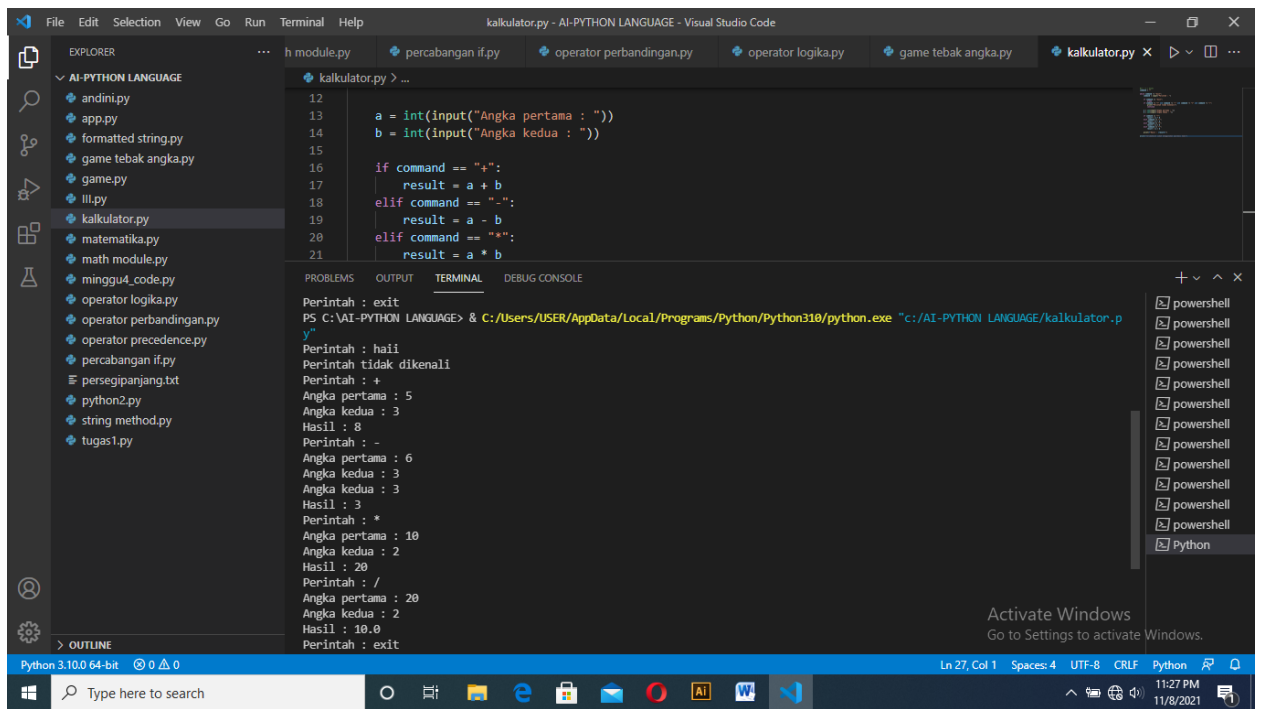 File Edit Selection View Go Run Terminal Help kalkulator.py - AI-PYTHON LANGUAGE - Visual Studio Code
EXPLORER
h module.py percabangan if.py operator perbandingan.py operator logika.py game tebak angka.py kalkulator.py
AI-PYTHON LANGUAGE
andini.py
app.py
formatted string.py
game tebak angka.py
game.py
III.py
kalkulator.py
matematika.py
math module.py
minggu4_code.py
operator logika.py
operator perbandingan.py
operator precedence.py
percabangan if.py
persegipanjang.txt
python2.py
string method.py
tugas1.py
OUTLINE
kalkulator.py > ...
12
13 a = int(input("Angka pertama : "))
14 b = int(input("Angka kedua : "))
15
16 if command == "+":
17 result = a + b
18 elif command == "-":
19 result = a - b
20 elif command == "*":
21 result = a * b
PROBLEMS OUTPUT TERMINAL DEBUG CONSOLE
Perintah : exit
PS C:\AI-PYTHON LANGUAGE> & C:/Users/USER/AppData/Local/Programs/Python/Python310/python.exe "c:/AI-PYTHON LANGUAGE/kalkulator.p
y"
Perintah : haii
Perintah tidak dikenali
Perintah : +
Angka pertama : 5
Angka kedua : 3
Hasil : 8
Perintah : -
Angka pertama : 6
Angka kedua : 3
Angka kedua : 3
Hasil : 3
Perintah : *
Angka pertama : 10
Angka kedua : 2
Hasil : 20
Perintah : /
Angka pertama : 20
Angka kedua : 2
Hasil : 10.0
Perintah : exit
powershell
powershell
powershell
powershell
powershell
powershell
powershell
powershell
powershell
powershell
powershell
powershell
Python
Activate Windows
Go to Settings to activate Windows.
Python 3.10.0 64-bit 0 0 Ln 27, Col 1 Spaces: 4 UTF-8 CRLF Python
Type here to search
Ai
W
11:27 PM
11/8/2021
1